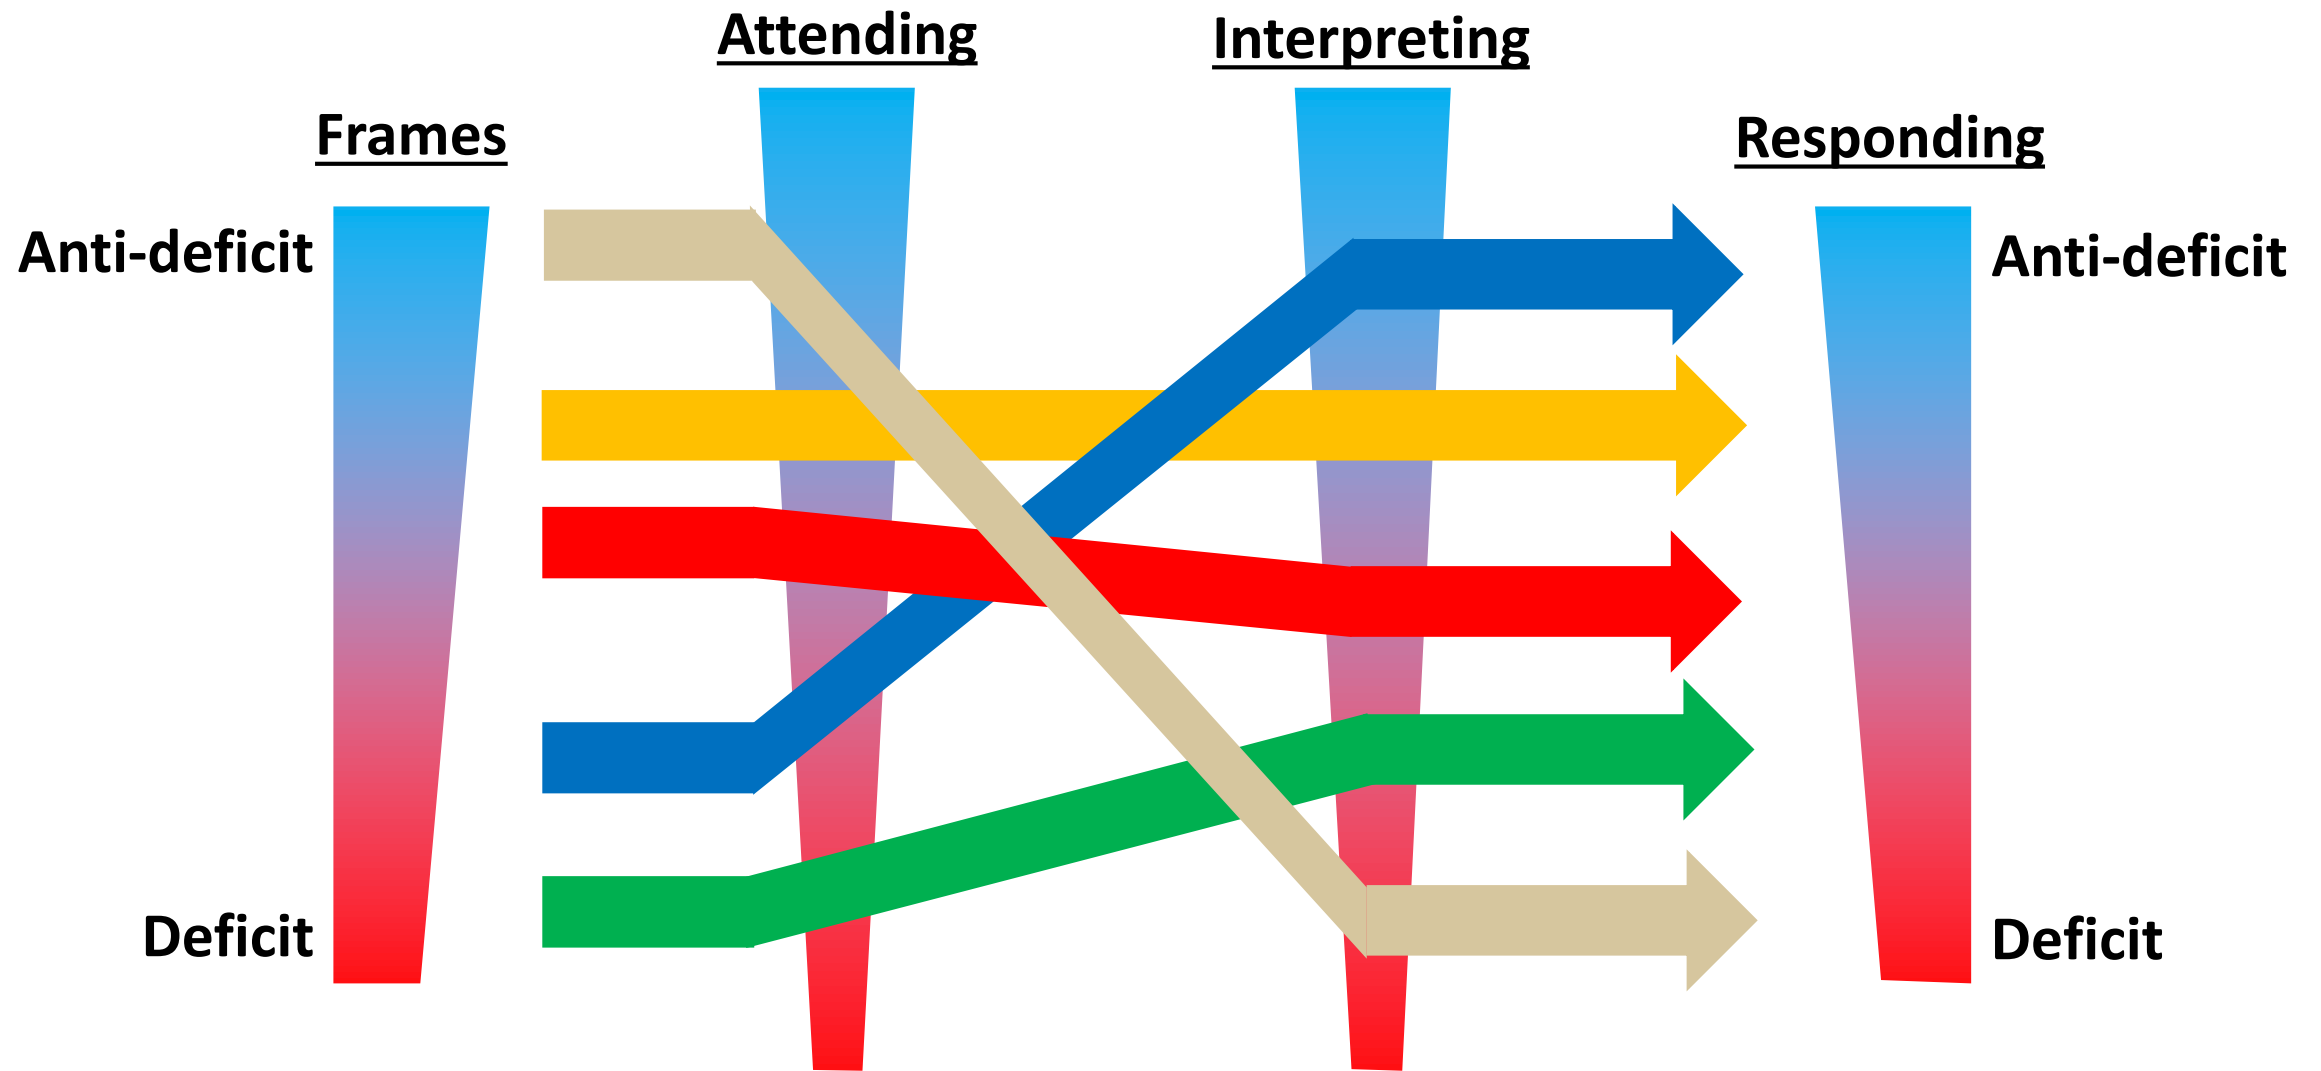 Attending
Interpreting
Frames
Responding
Anti-deficit
Anti-deficit
Deficit
Deficit